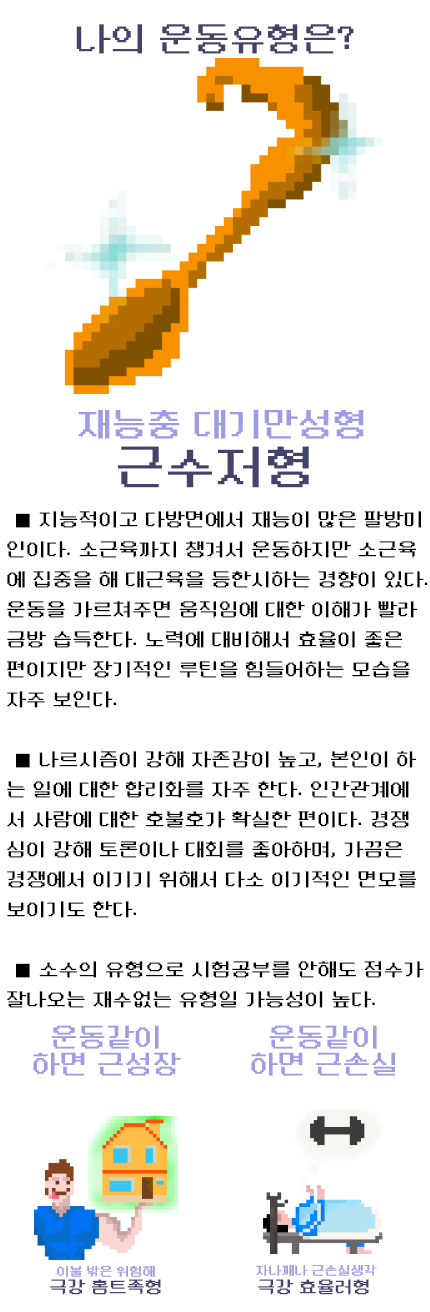 나의 운동유형은?
재능충 대기만성형
근수저형
■ 지능적이고 다방면에서 재능이 많은 팔방미
인이다. 소근육까지 챙겨서 운동하지만 소근육
에 집중을 해 대근육을 등한시하는 경향이 있다.
운동을 가르쳐주면 움직임에 대한 이해가 빨라
금방 습득한다. 노력에 대비해서 효율이 좋은
편이지만 장기적인 루틴을 힘들어하는 모습을
자주 보인다.
■ 나르시즘이 강해 자존감이 높고, 본인이 하
는 일에 대한 합리화를 자주 한다. 인간관계에
서 사람에 대한 호불호가 확실한 편이다. 경쟁
심이 강해 토론이나 대회를 좋아하며, 가끔은
경쟁에서 이기기 위해서 다소 이기적인 면모를
보이기도 한다.
■ 소수의 유형으로 시험공부를 안해도 점수가
잘나오는 재수없는 유형일 가능성이 높다.
운동같이
하면 근성장
운동같이
하면 근손실
이불 밖은 위험해
극강 홈트족형
자나깨나 근손실생각
극강 효율러형